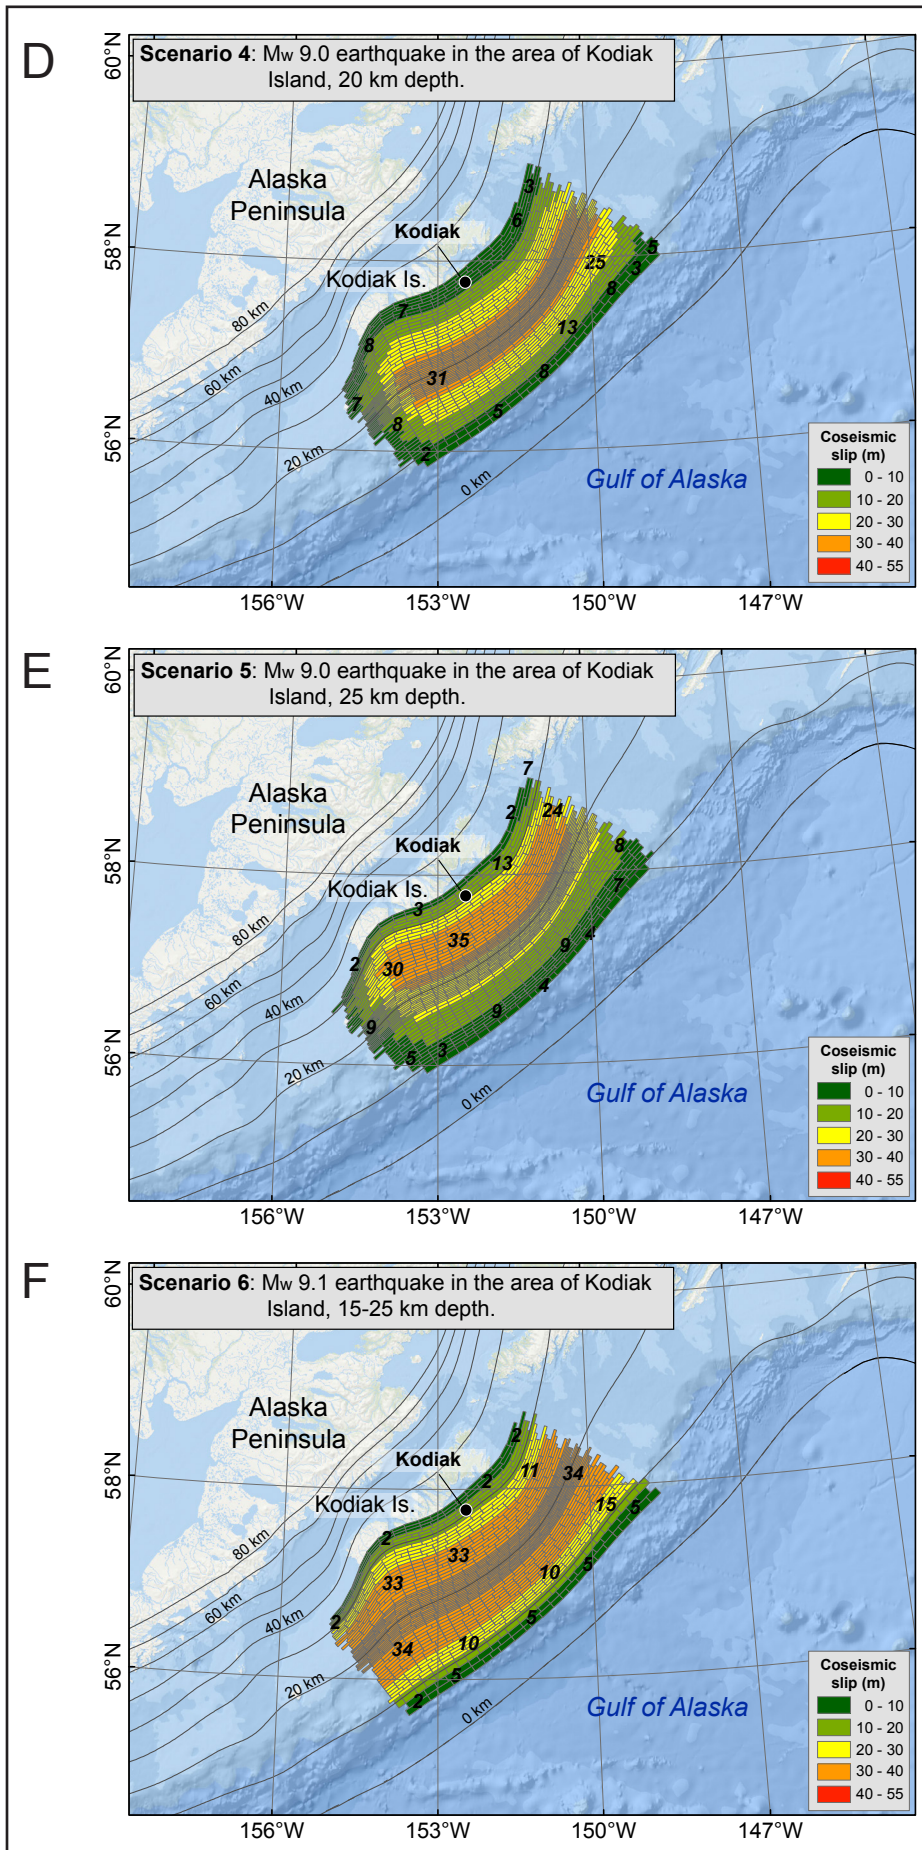 D
60°N
58°N
56°N
Scenario 4: Mw 9.0 earthquake in the area of Kodiak
Island, 20 km depth.
Alaska
Peninsula
Kodiak
Kodiak Is.
80 km
60 km
40 km
20 km
0 km
3
6
7
8
7
8
2
31
5
8
13
8
25
3
5
Gulf of Alaska
Coseismic
slip (m)
0 - 10
10 - 20
20 - 30
30 - 40
40 - 55
156°W
153°W
150°W
147°W
E
60°N
58°N
56°N
Scenario 5: Mw 9.0 earthquake in the area of Kodiak
Island, 25 km depth.
Alaska
Peninsula
Kodiak
Kodiak Is.
80 km
60 km
40 km
20 km
0 km
7
2
24
13
8
7
3
35
4
9
2
30
4
9
9
5
3
Gulf of Alaska
Coseismic
slip (m)
0 - 10
10 - 20
20 - 30
30 - 40
40 - 55
156°W
153°W
150°W
147°W
F
60°N
58°N
56°N
Scenario 6: Mw 9.1 earthquake in the area of Kodiak
Island, 15-25 km depth.
Alaska
Peninsula
Kodiak
Kodiak Is.
80 km
60 km
40 km
20 km
0 km
2
11
34
2
15
5
2
33
10
5
33
2
5
10
34
5
2
Gulf of Alaska
Coseismic
slip (m)
0 - 10
10 - 20
20 - 30
30 - 40
40 - 55
156°W
153°W
150°W
147°W